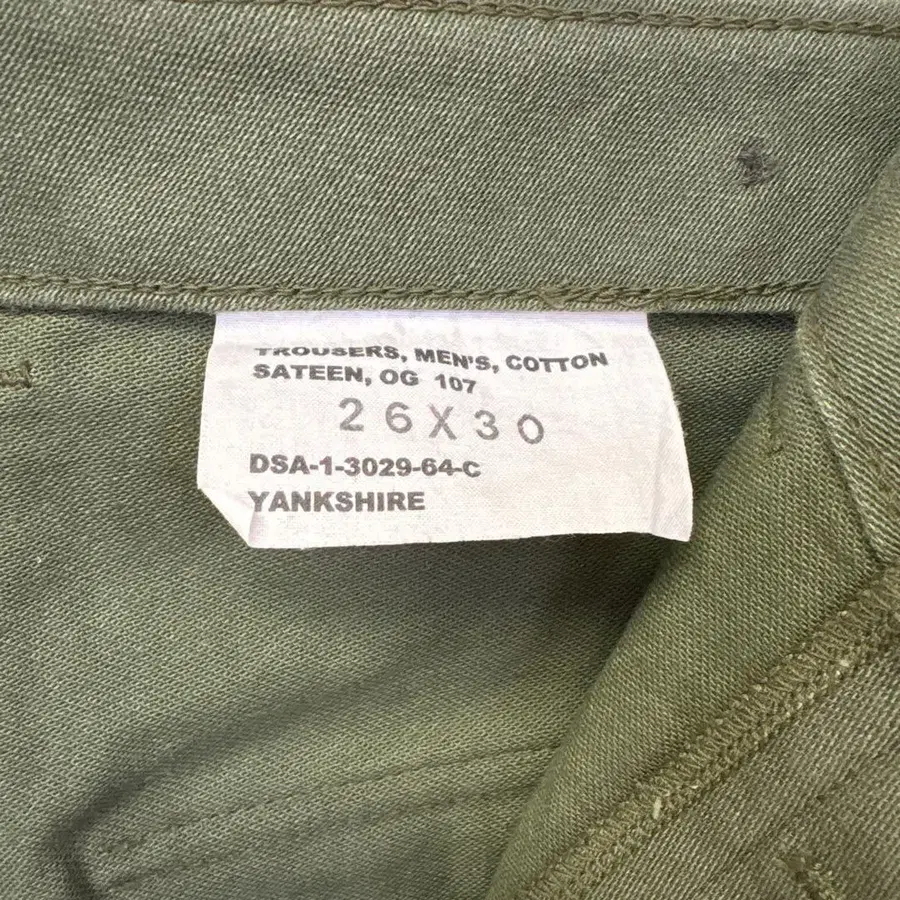 TROUSERS, MEN'S, COTTON
SATEEN, OG 107
26X30
DSA-1-3029-64-C
YANKSHIRE